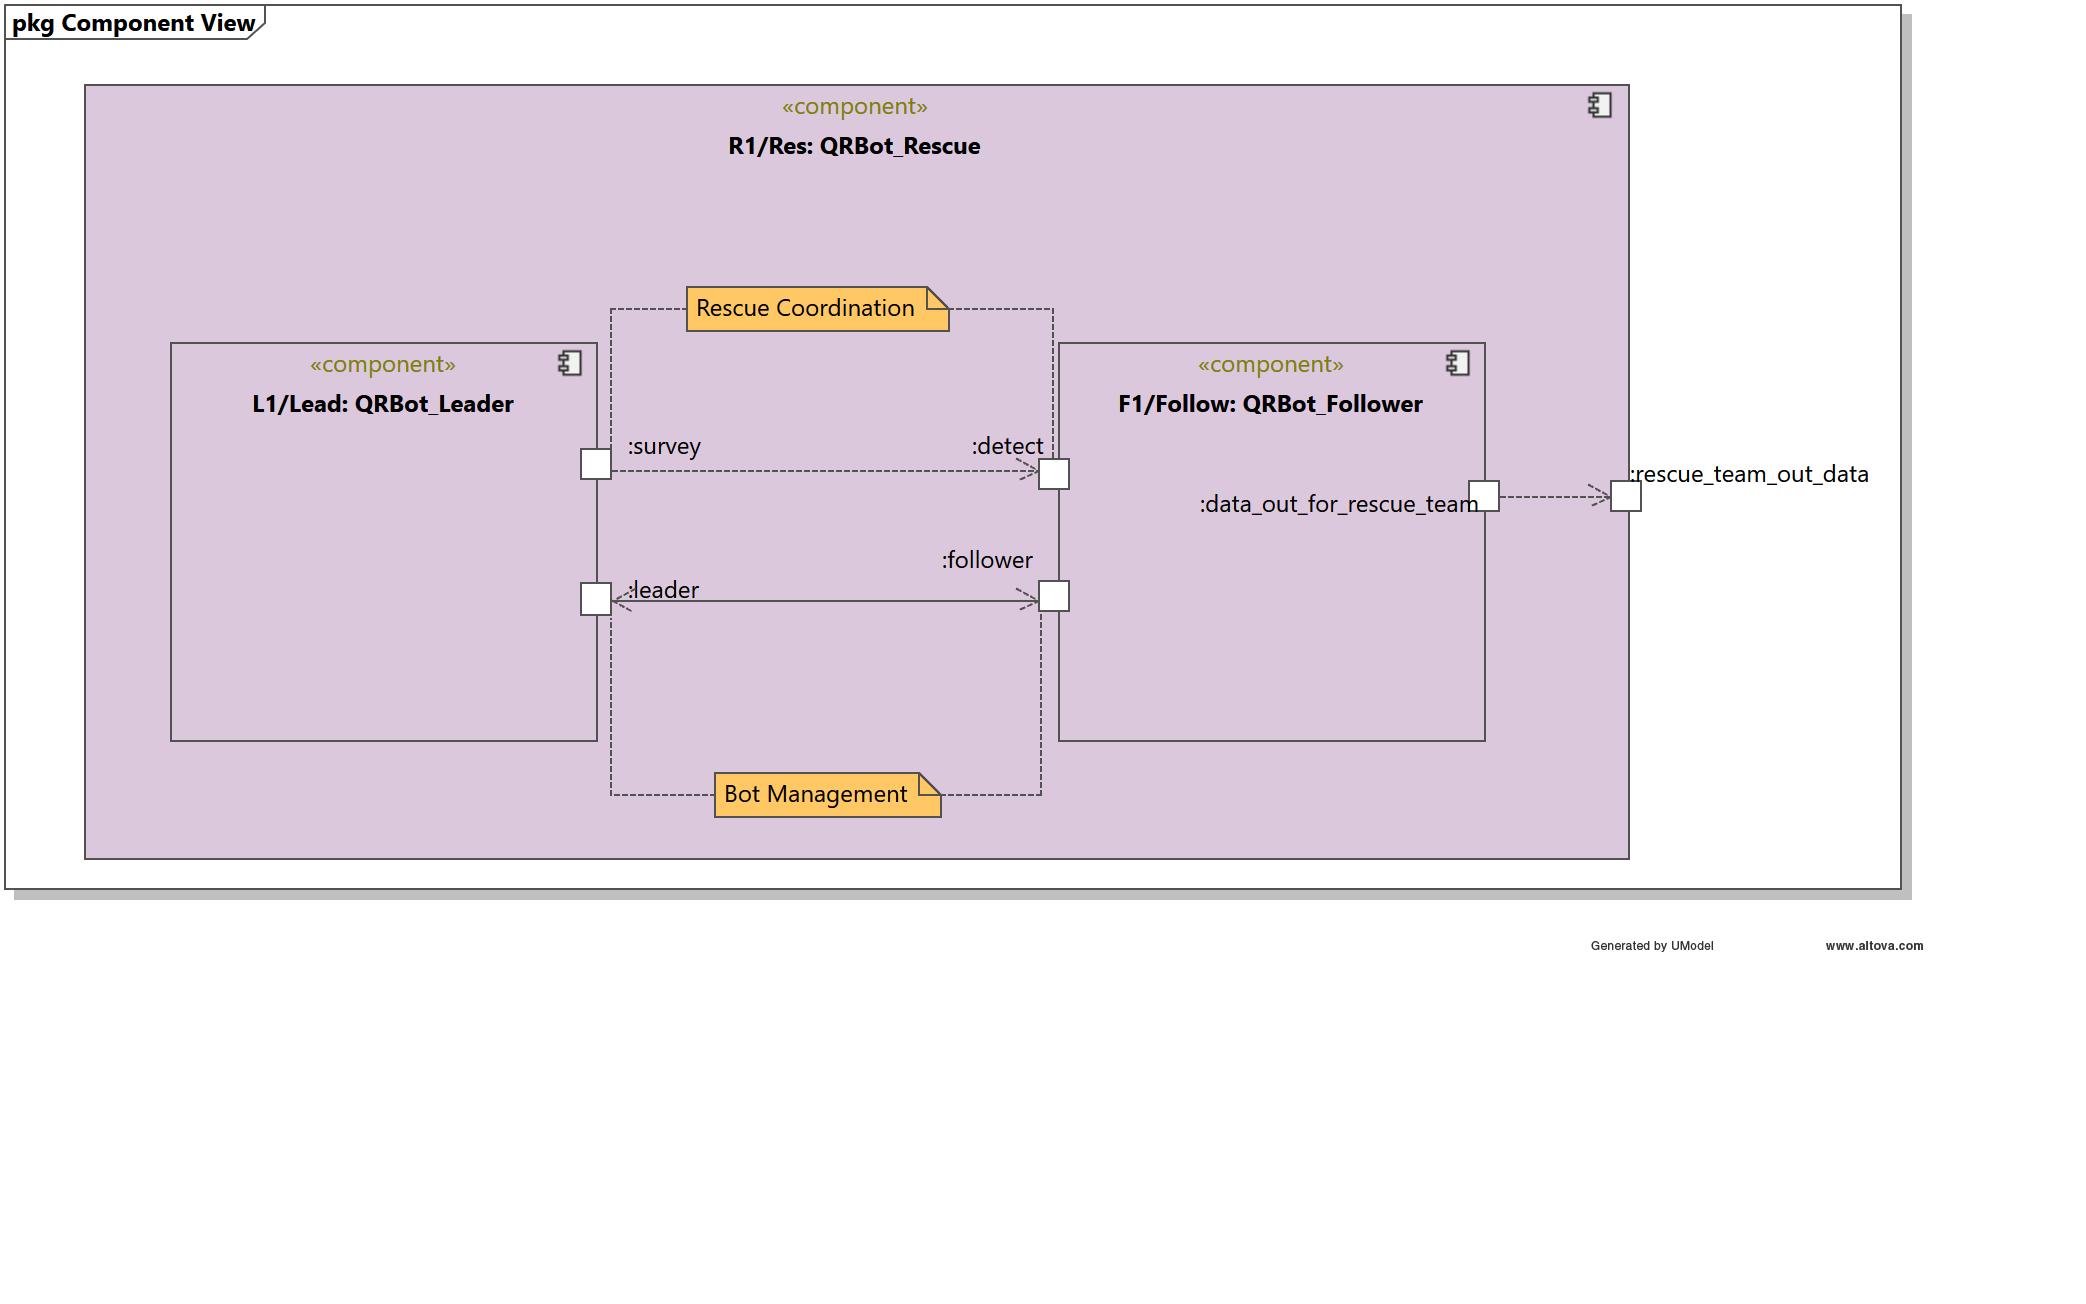 pkg Component View
«component»
R1/Res: QRBot_Rescue
Rescue Coordination
«component»
L1/Lead: QRBot_Leader
«component»
F1/Follow: QRBot_Follower
:survey
:detect
:rescue_team_out_data
:data_out_for_rescue_team
:follower
:leader
Bot Management
Generated by UModel
www.altova.com